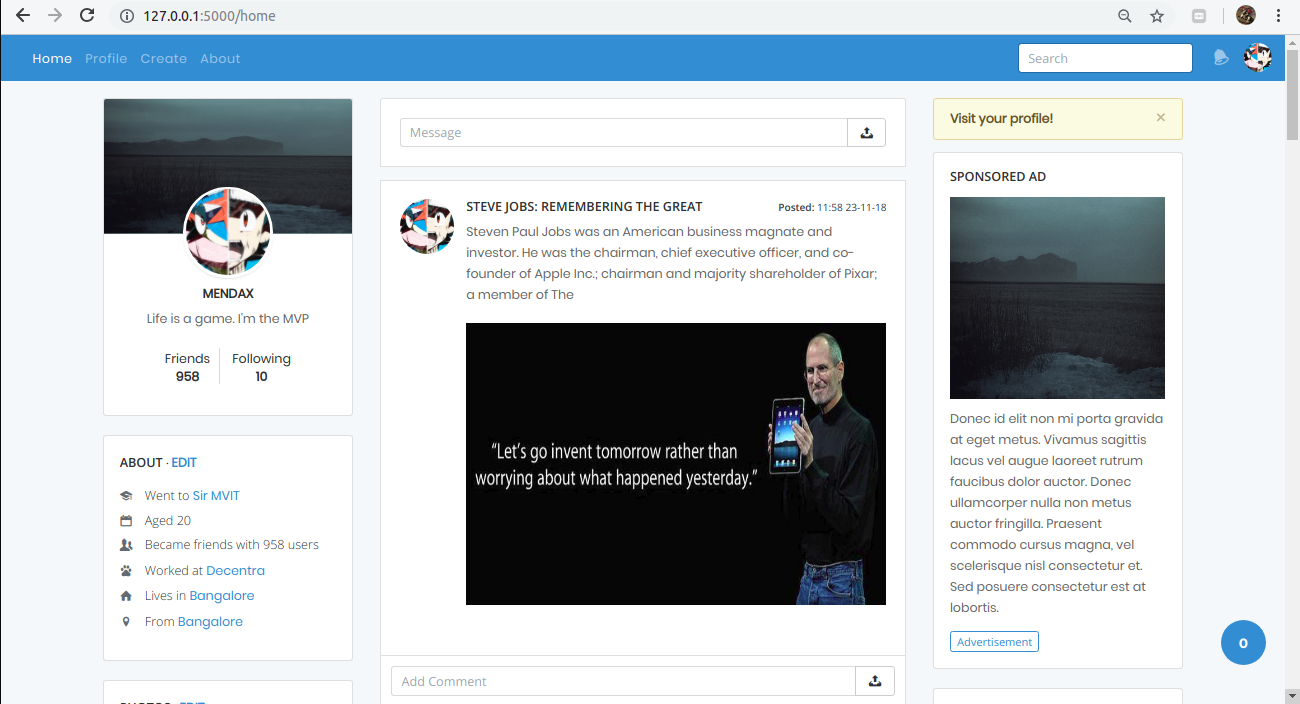 127.0.0.1:5000/home
Home Profile Create About
Search
MENDAX
Life is a game. I'm the MVP
Friends Following
958 10
ABOUT · EDIT
Went to Sir MVIT
Aged 20
Became friends with 958 users
Worked at Decentra
Lives in Bangalore
From Bangalore
PHOTOS · EDIT
Message
STEVE JOBS: REMEMBERING THE GREAT
Posted: 11:58 23-11-18
Steven Paul Jobs was an American business magnate and
investor. He was the chairman, chief executive officer, and co-
founder of Apple Inc.; chairman and majority shareholder of Pixar;
a member of The
“Let’s go invent tomorrow rather than
worrying about what happened yesterday.”
Add Comment
Visit your profile!
×
SPONSORED AD
Donec id elit non mi porta gravida
at eget metus. Vivamus sagittis
lacus vel augue laoreet rutrum
faucibus dolor auctor. Donec
ullamcorper nulla non metus
auctor fringilla. Praesent
commodo cursus magna, vel
scelerisque nisl consectetur et.
Sed posuere consectetur est at
lobortis.
Advertisement
0